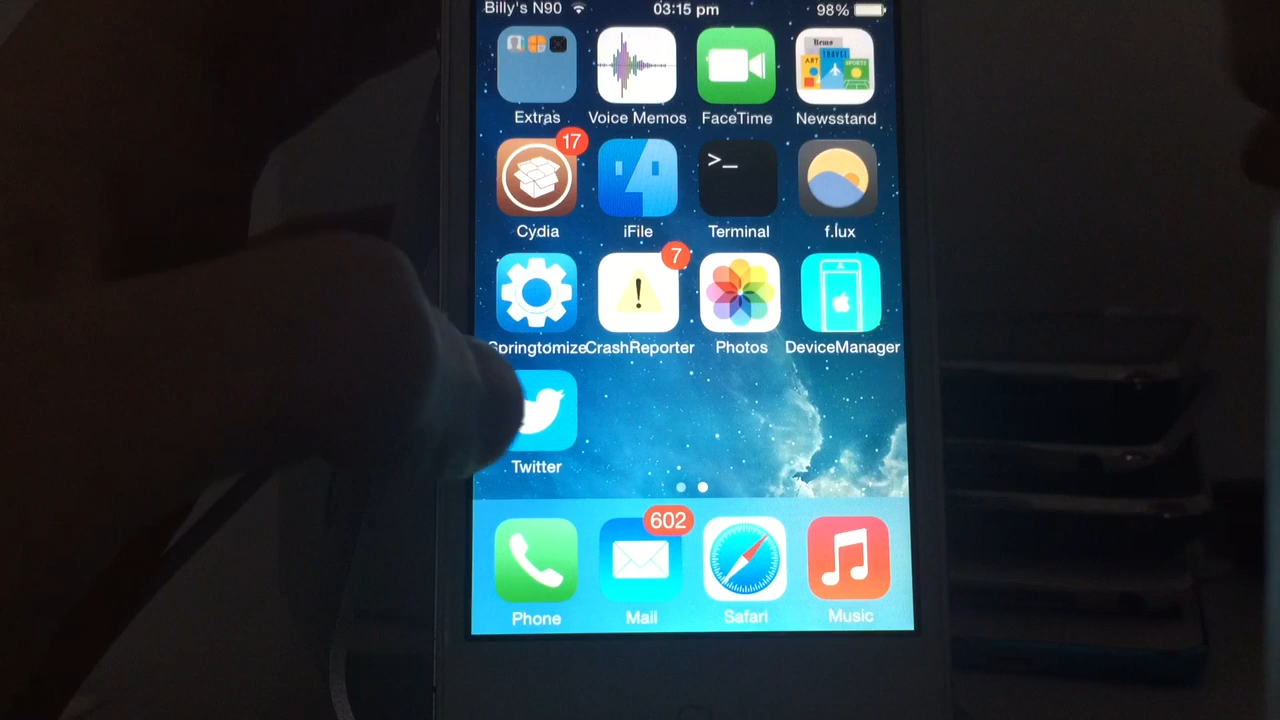 Billy's N90 03:15 pm 98%
Extras Voice Memos FaceTime Newsstand
17
>_
Cydia iFile Terminal f.lux
7
!
Springtomize CrashReporter Photos DeviceManager
Twitter
602
Phone Mail Safari Music